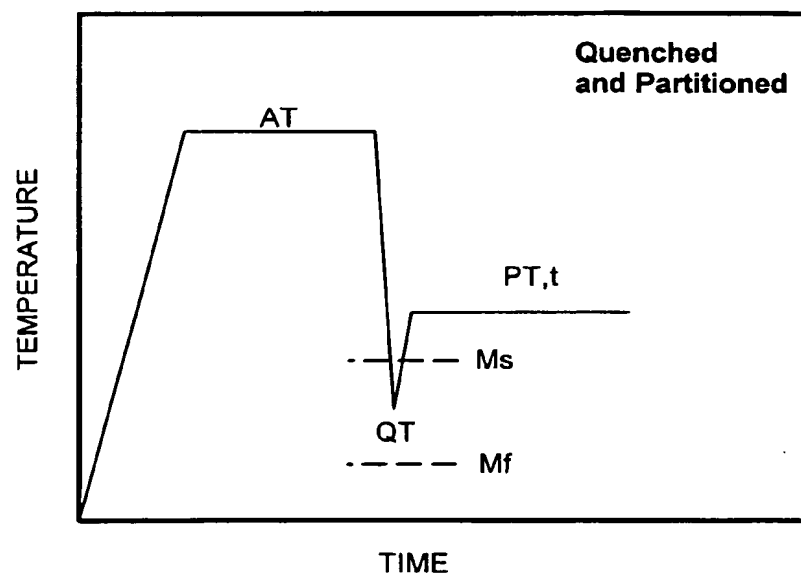 Quenched
and Partitioned
AT
PT,t
Ms
QT
Mf
TEMPERATURE
TIME